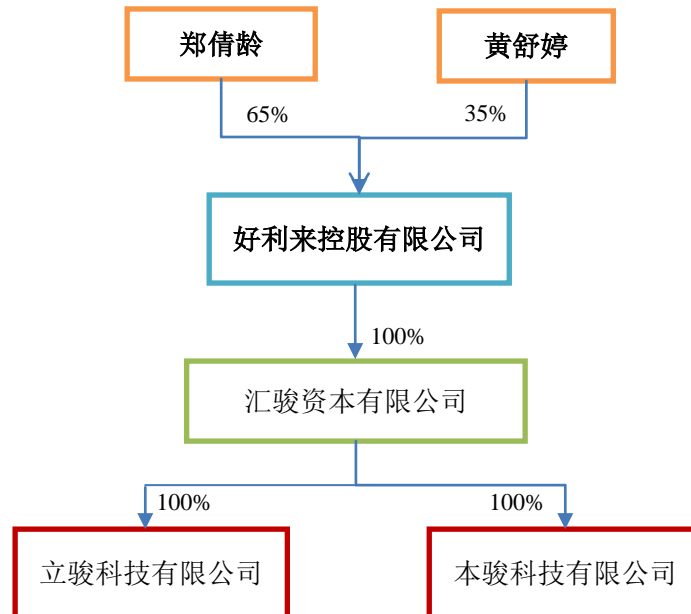 郑倩龄
黄舒婷
65%
35%
好利来控股有限公司
100%
汇骏资本有限公司
100%
100%
立骏科技有限公司
本骏科技有限公司